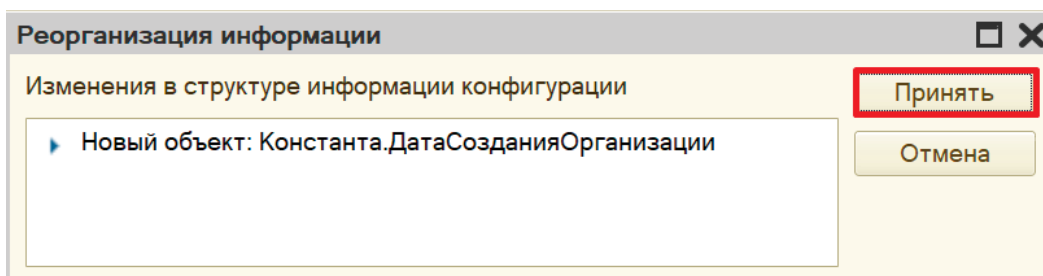 Реорганизация информации
Изменения в структуре информации конфигурации
Принять
Новый объект: Константа.ДатаСозданияОрганизации
Отмена